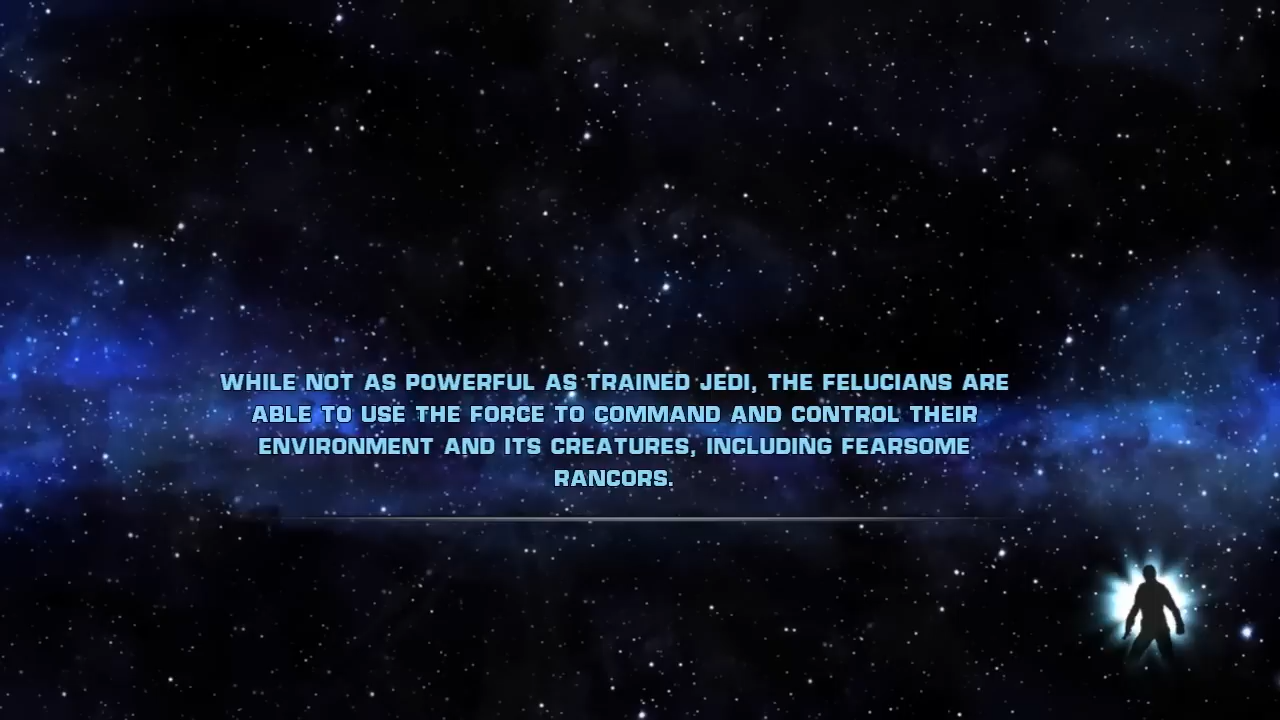 WHILE NOT AS POWERFUL AS TRAINED JEDI, THE FELUCIANS ARE
ABLE TO USE THE FORCE TO COMMAND AND CONTROL THEIR
ENVIRONMENT AND ITS CREATURES, INCLUDING FEARSOME
RANCORS.